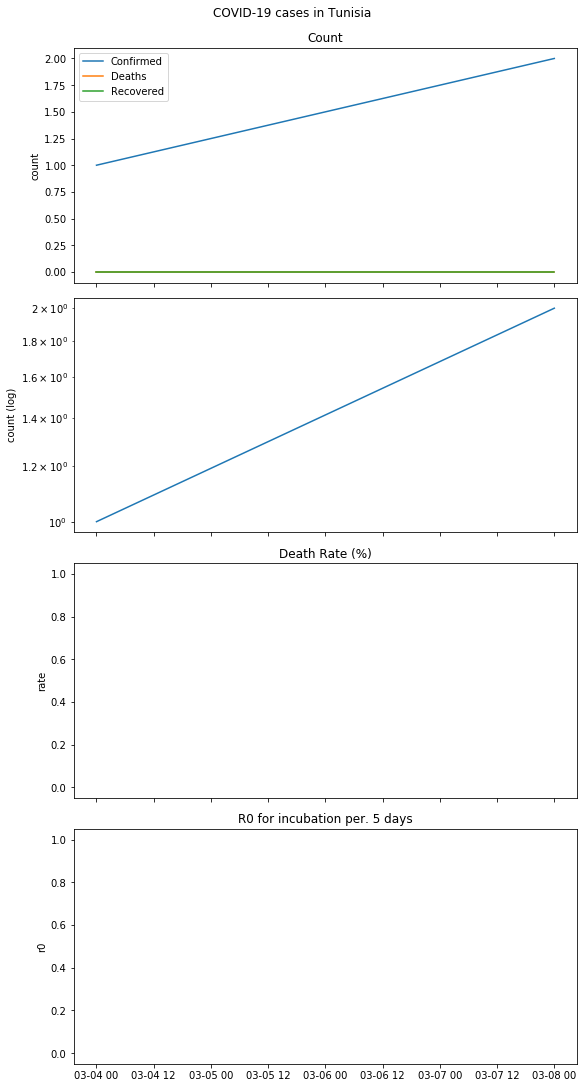 COVID-19 cases in Tunisia
Count
Confirmed
Deaths
Recovered
2.00
1.75
1.50
1.25
1.00
0.75
0.50
0.25
0.00
count
2 × 10⁰
1.8 × 10⁰
1.6 × 10⁰
1.4 × 10⁰
1.2 × 10⁰
10⁰
count (log)
Death Rate (%)
1.0
0.8
0.6
0.4
0.2
0.0
rate
R0 for incubation per. 5 days
1.0
0.8
0.6
0.4
0.2
0.0
r0
03-04 00 03-04 12 03-05 00 03-05 12 03-06 00 03-06 12 03-07 00 03-07 12 03-08 00